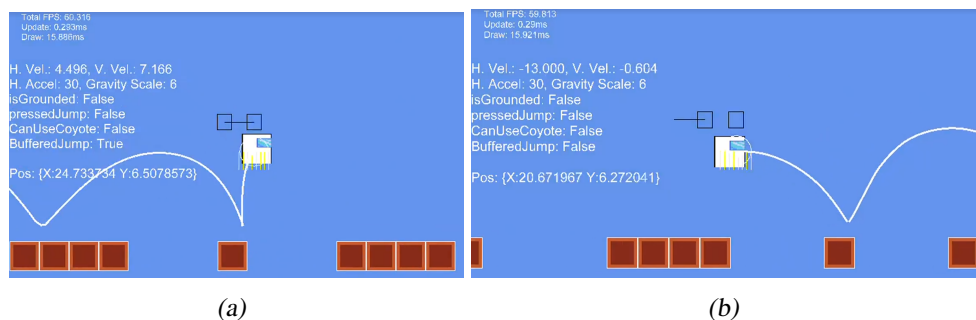 Total FPS: 60.316
Update: 0.293ms
Draw: 15.686ms
H. Vel.: 4.496, V. Vel.: 7.166
H. Accel: 30, Gravity Scale: 6
isGrounded: False
pressedJump: False
CanUseCoyote: False
BufferedJump: True
Pos: {X:24.733734 Y:6.5078573}
(a)
Total FPS: 59.813
Update: 0.29ms
Draw: 15.921ms
H. Vel.: -13.000, V. Vel.: -0.604
H. Accel: 30, Gravity Scale: 6
isGrounded: False
pressedJump: False
CanUseCoyote: False
BufferedJump: False
Pos: {X:20.671967 Y:6.272041}
(b)